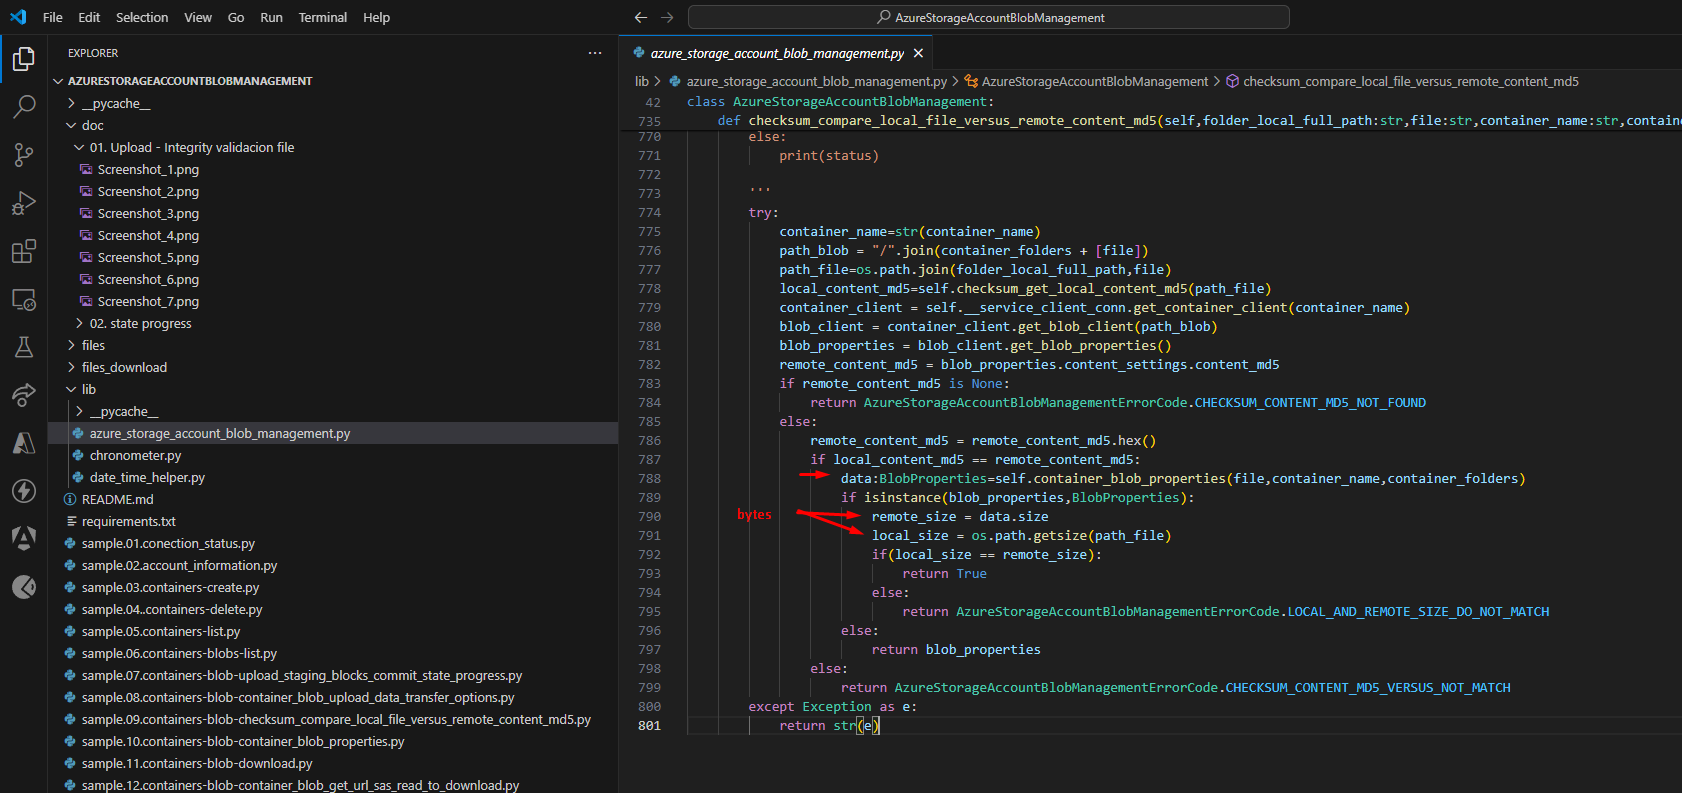 File Edit Selection View Go Run Terminal Help
AzureStorageAccountBlobManagement
EXPLORER
AZURESTORAGEACCOUNTBLOBMANAGEMENT
__pycache__
doc
01. Upload - Integrity validacion file
Screenshot_1.png
Screenshot_2.png
Screenshot_3.png
Screenshot_4.png
Screenshot_5.png
Screenshot_6.png
Screenshot_7.png
02. state progress
files
files_download
lib
__pycache__
azure_storage_account_blob_management.py
chronometer.py
date_time_helper.py
README.md
requirements.txt
sample.01.conection_status.py
sample.02.account_information.py
sample.03.containers-create.py
sample.04..containers-delete.py
sample.05.containers-list.py
sample.06.containers-blobs-list.py
sample.07.containers-blob-upload_staging_blocks_commit_state_progress.py
sample.08.containers-blob-container_blob_upload_data_transfer_options.py
sample.09.containers-blob-checksum_compare_local_file_versus_remote_content_md5.py
sample.10.containers-blob-container_blob_properties.py
sample.11.containers-blob-download.py
sample.12.containers-blob-container_blob_get_url_sas_read_to_download.py
azure_storage_account_blob_management.py
lib > azure_storage_account_blob_management.py > AzureStorageAccountBlobManagement > checksum_compare_local_file_versus_remote_content_md5
42 class AzureStorageAccountBlobManagement:
735 def checksum_compare_local_file_versus_remote_content_md5(self,folder_local_full_path:str,file:str,container_name:str,contain
770 else:
771 print(status)
772
773 '''
774 try:
775 container_name=str(container_name)
776 path_blob = "/".join(container_folders + [file])
777 path_file=os.path.join(folder_local_full_path,file)
778 local_content_md5=self.checksum_get_local_content_md5(path_file)
779 container_client = self.__service_client_conn.get_container_client(container_name)
780 blob_client = container_client.get_blob_client(path_blob)
781 blob_properties = blob_client.get_blob_properties()
782 remote_content_md5 = blob_properties.content_settings.content_md5
783 if remote_content_md5 is None:
784 return AzureStorageAccountBlobManagementErrorCode.CHECKSUM_CONTENT_MD5_NOT_FOUND
785 else:
786 remote_content_md5 = remote_content_md5.hex()
787 if local_content_md5 == remote_content_md5:
788 data:BlobProperties=self.container_blob_properties(file,container_name,container_folders)
789 if isinstance(blob_properties,BlobProperties):
790 remote_size = data.size
bytes
791 local_size = os.path.getsize(path_file)
792 if(local_size == remote_size):
793 return True
794 else:
795 return AzureStorageAccountBlobManagementErrorCode.LOCAL_AND_REMOTE_SIZE_DO_NOT_MATCH
796 else:
797 return blob_properties
798 else:
799 return AzureStorageAccountBlobManagementErrorCode.CHECKSUM_CONTENT_MD5_VERSUS_NOT_MATCH
800 except Exception as e:
801 return str(e)